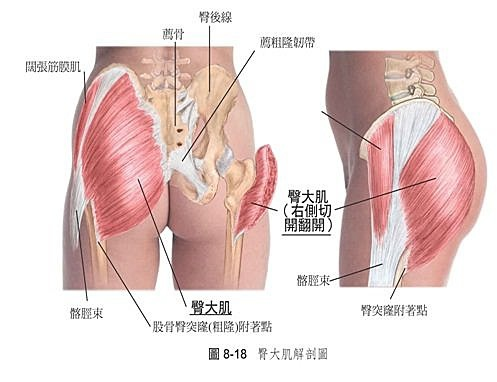 臀後線
薦骨
薦粗隆韌帶
闊張筋膜肌
臀大肌
(右側切
開翻開)
髂脛束
臀大肌
股骨臀突窿(粗隆)附著點
髂脛束
臀突窿附著點
圖 8-18 臀大肌解剖圖